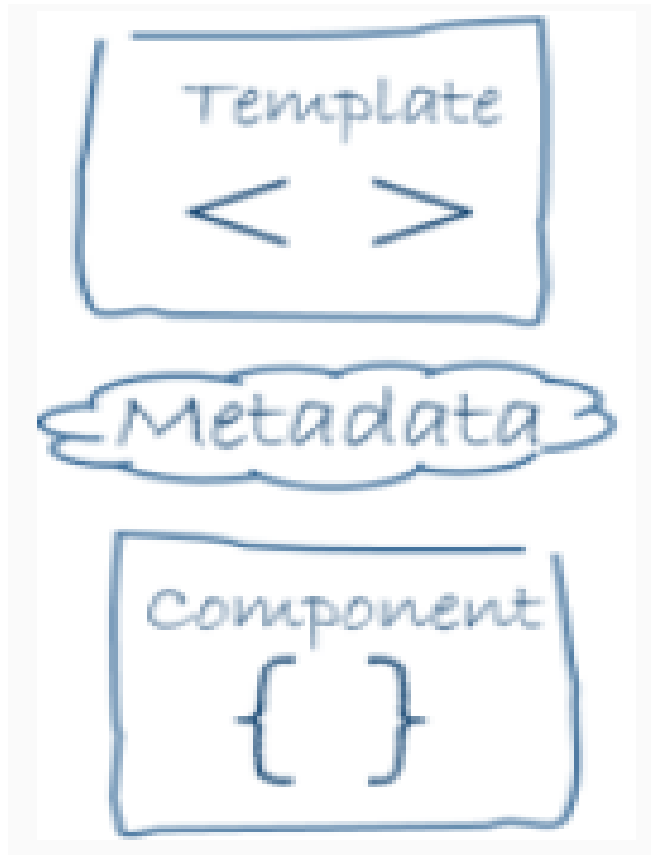 Template
< >
Metadata
Component
{ }